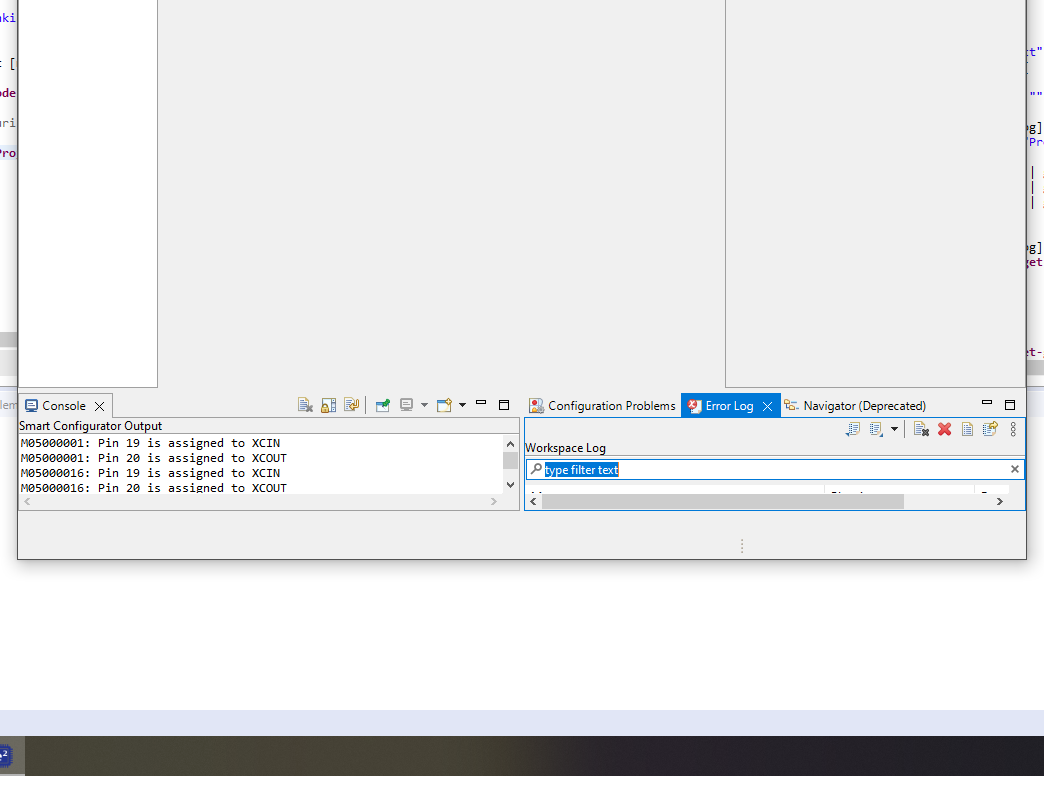 Console
Smart Configurator Output
M05000001: Pin 19 is assigned to XCIN
M05000001: Pin 20 is assigned to XCOUT
M05000016: Pin 19 is assigned to XCIN
M05000016: Pin 20 is assigned to XCOUT
Configuration Problems
Error Log
Navigator (Deprecated)
Workspace Log
type filter text